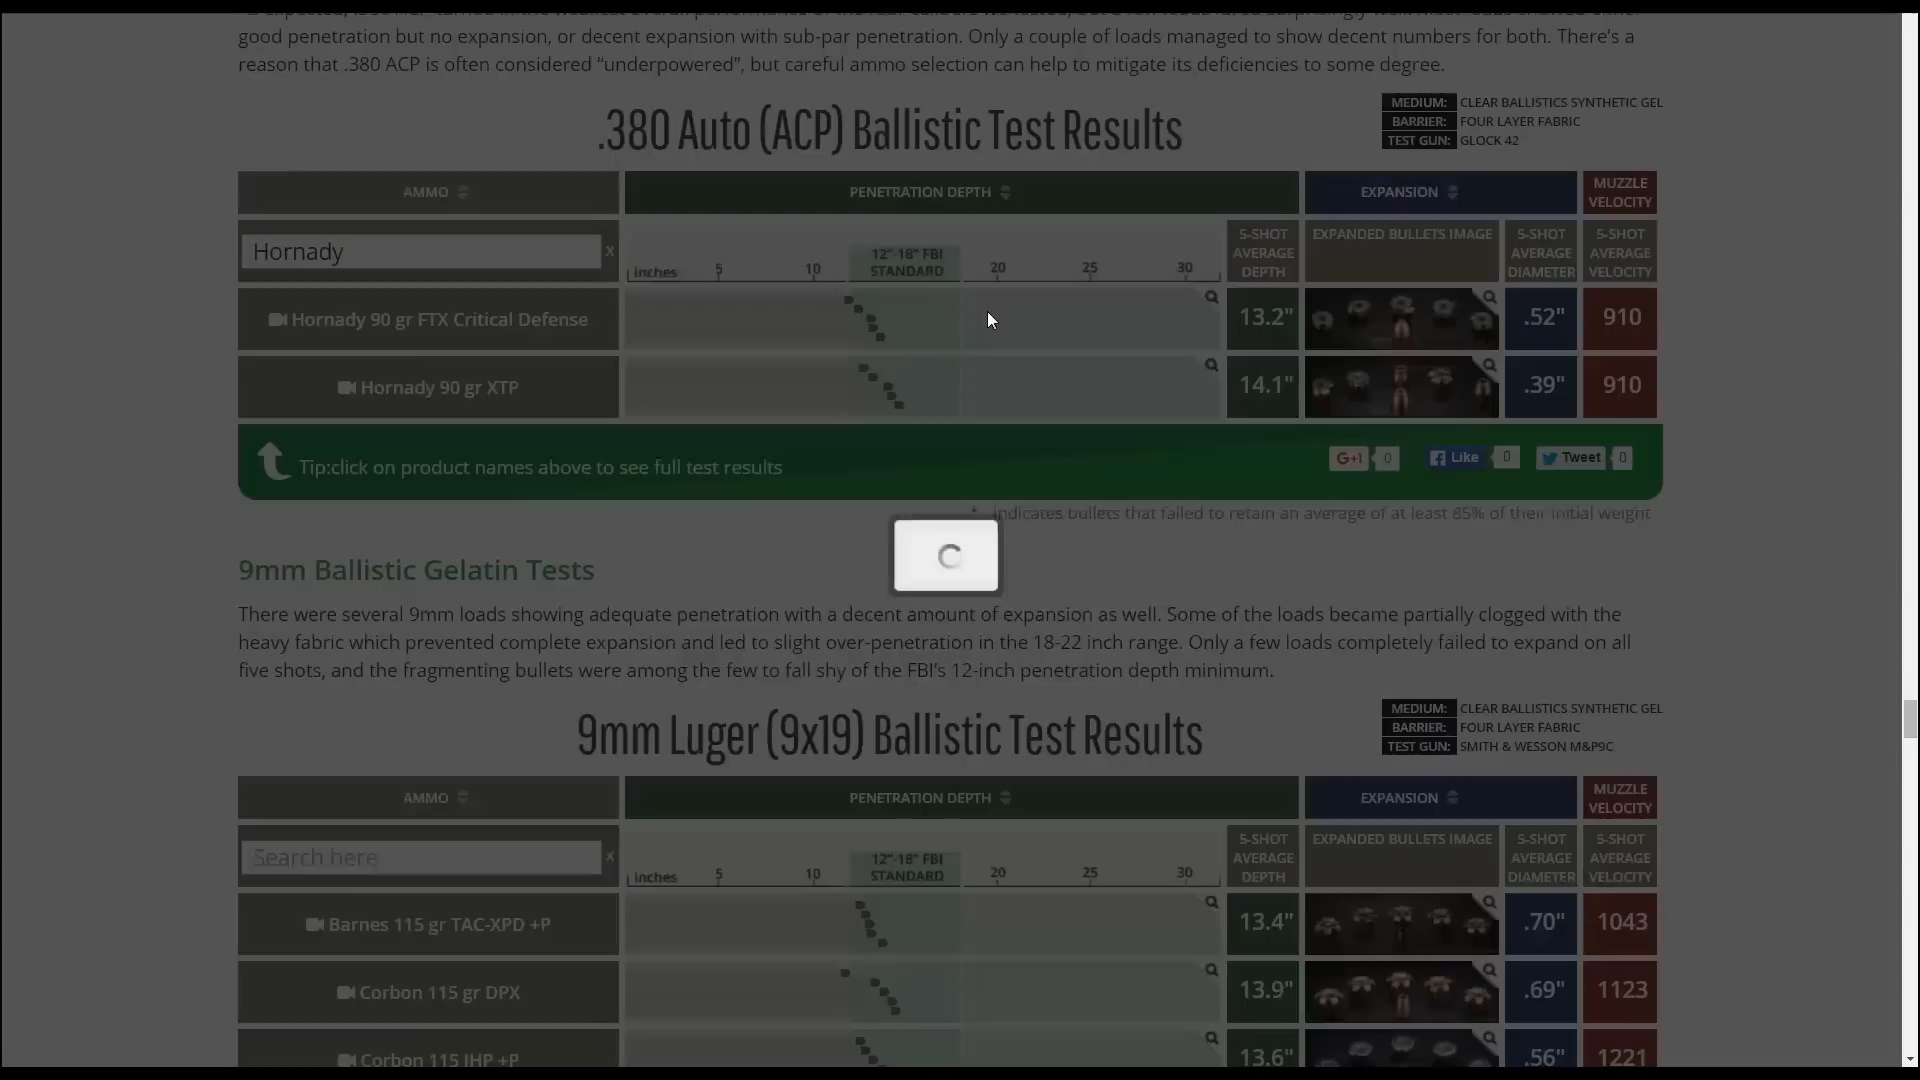 good penetration but no expansion, or decent expansion with sub-par penetration. Only a couple of loads managed to show decent numbers for both. There's a
reason that .380 ACP is often considered “underpowered”, but careful ammo selection can help to mitigate its deficiencies to some degree.
.380 Auto (ACP) Ballistic Test Results
MEDIUM: CLEAR BALLISTICS SYNTHETIC GEL
BARRIER: FOUR LAYER FABRIC
TEST GUN: GLOCK 42
AMMO PENETRATION DEPTH EXPANSION MUZZLE VELOCITY
Hornady x
inches 5 10 12"-18" FBI STANDARD 20 25 30
5-SHOT AVERAGE DEPTH
EXPANDED BULLETS IMAGE
5-SHOT AVERAGE DIAMETER
5-SHOT AVERAGE VELOCITY
Hornady 90 gr FTX Critical Defense 13.2" .52" 910
Hornady 90 gr XTP 14.1" .39" 910
Tip:click on product names above to see full test results
G+1 0 Like 0 Tweet 0
* indicates bullets that failed to retain an average of at least 85% of their initial weight
9mm Ballistic Gelatin Tests
There were several 9mm loads showing adequate penetration with a decent amount of expansion as well. Some of the loads became partially clogged with the
heavy fabric which prevented complete expansion and led to slight over-penetration in the 18-22 inch range. Only a few loads completely failed to expand on all
five shots, and the fragmenting bullets were among the few to fall shy of the FBI's 12-inch penetration depth minimum.
9mm Luger (9x19) Ballistic Test Results
MEDIUM: CLEAR BALLISTICS SYNTHETIC GEL
BARRIER: FOUR LAYER FABRIC
TEST GUN: SMITH & WESSON M&P9C
AMMO PENETRATION DEPTH EXPANSION MUZZLE VELOCITY
Search here x
inches 5 10 12"-18" FBI STANDARD 20 25 30
5-SHOT AVERAGE DEPTH
EXPANDED BULLETS IMAGE
5-SHOT AVERAGE DIAMETER
5-SHOT AVERAGE VELOCITY
Barnes 115 gr TAC-XPD +P 13.4" .70" 1043
Corbon 115 gr DPX 13.9" .69" 1123
Corbon 115 JHP +P 13.6" .56" 1221